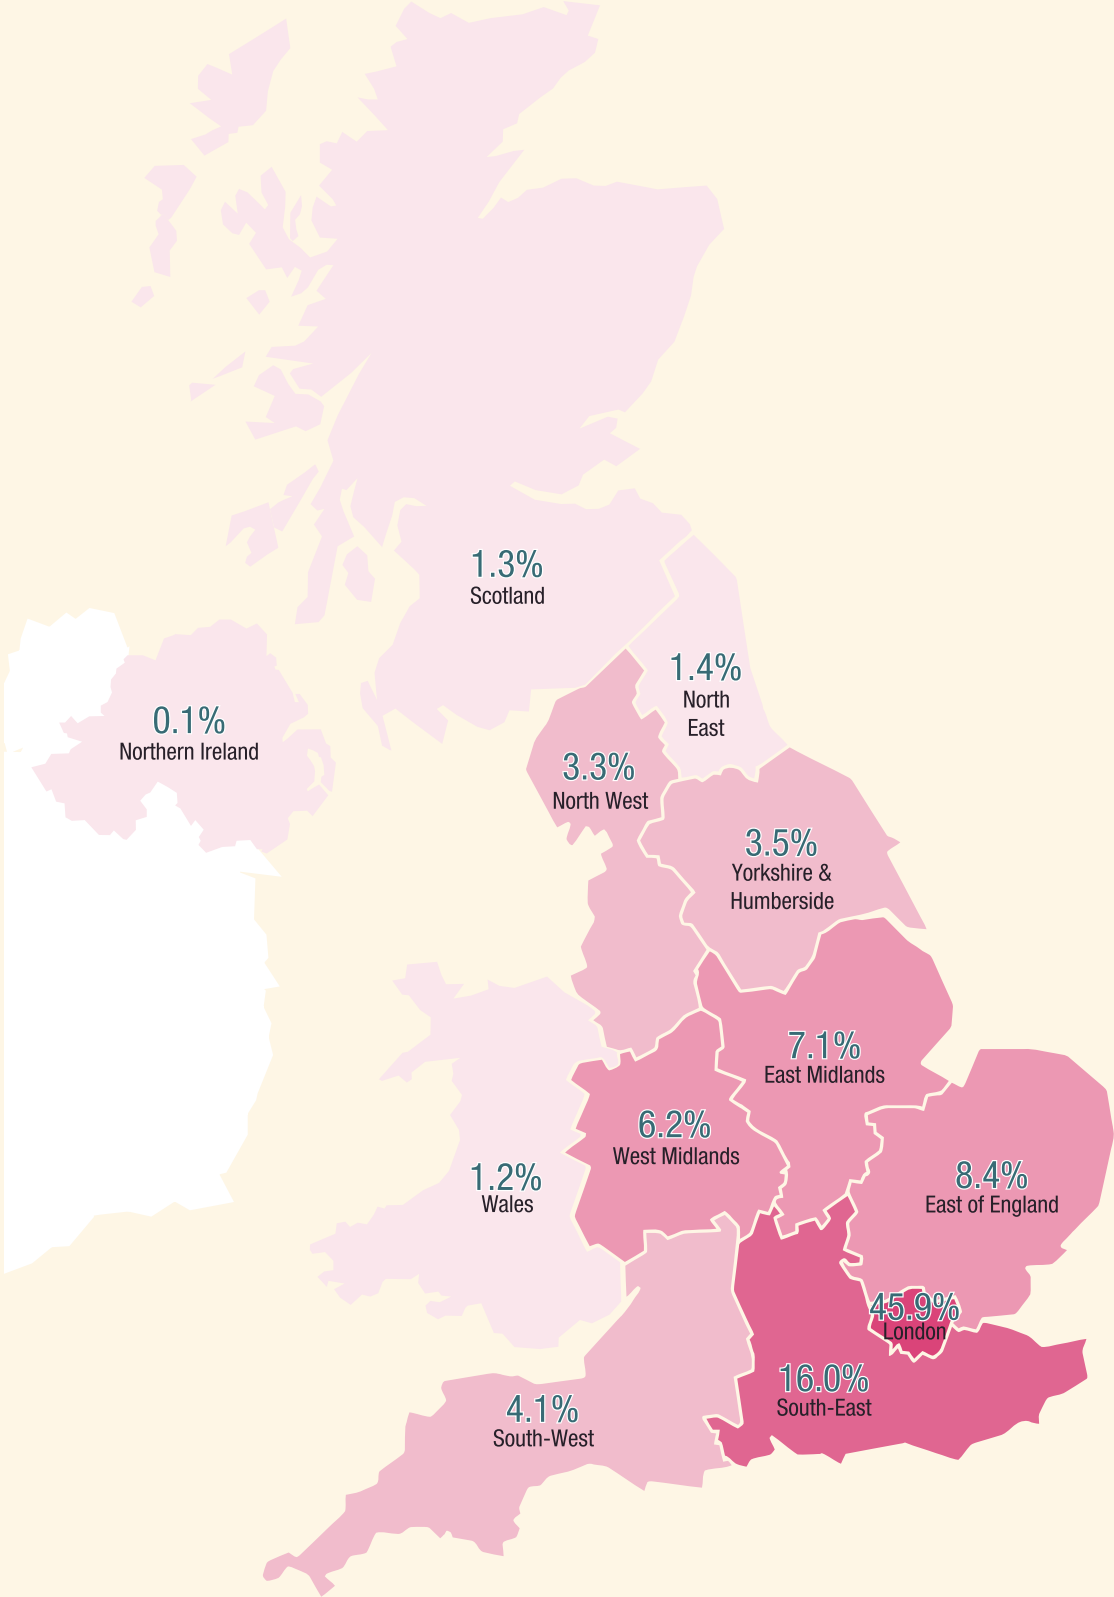 1.3%
Scotland
1.4%
North
East
0.1%
Northern Ireland
3.3%
North West
3.5%
Yorkshire &
Humberside
7.1%
East Midlands
6.2%
West Midlands
1.2%
Wales
8.4%
East of England
45.9%
London
16.0%
South-East
4.1%
South-West